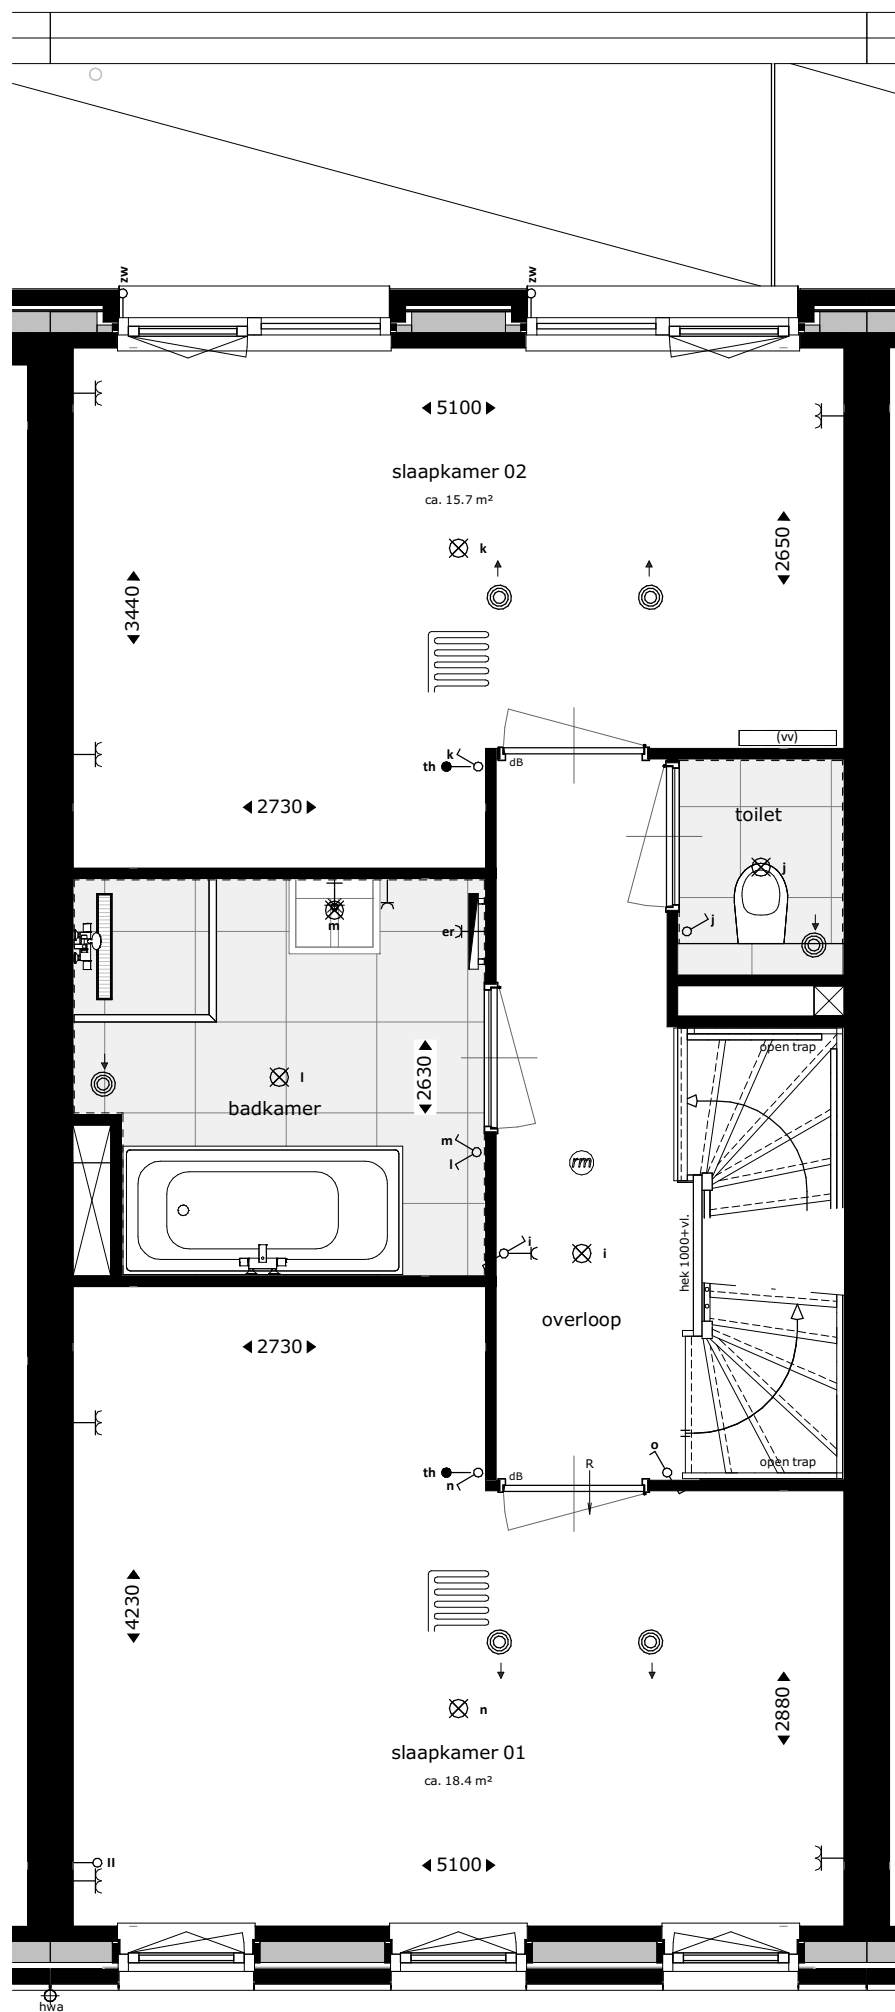 zw
zw
5100
slaapkamer 02
ca. 15.7 m²
k
2650
3440
(vv)
k
th
dB
2730
toilet
j
j
m
er
l
2630
badkamer
open trap
m
l
rm
hek 1000+vl.
i
i
overloop
2730
o
open trap
th
n
dB
R
4230
2880
n
slaapkamer 01
ca. 18.4 m²
II
5100
hwa